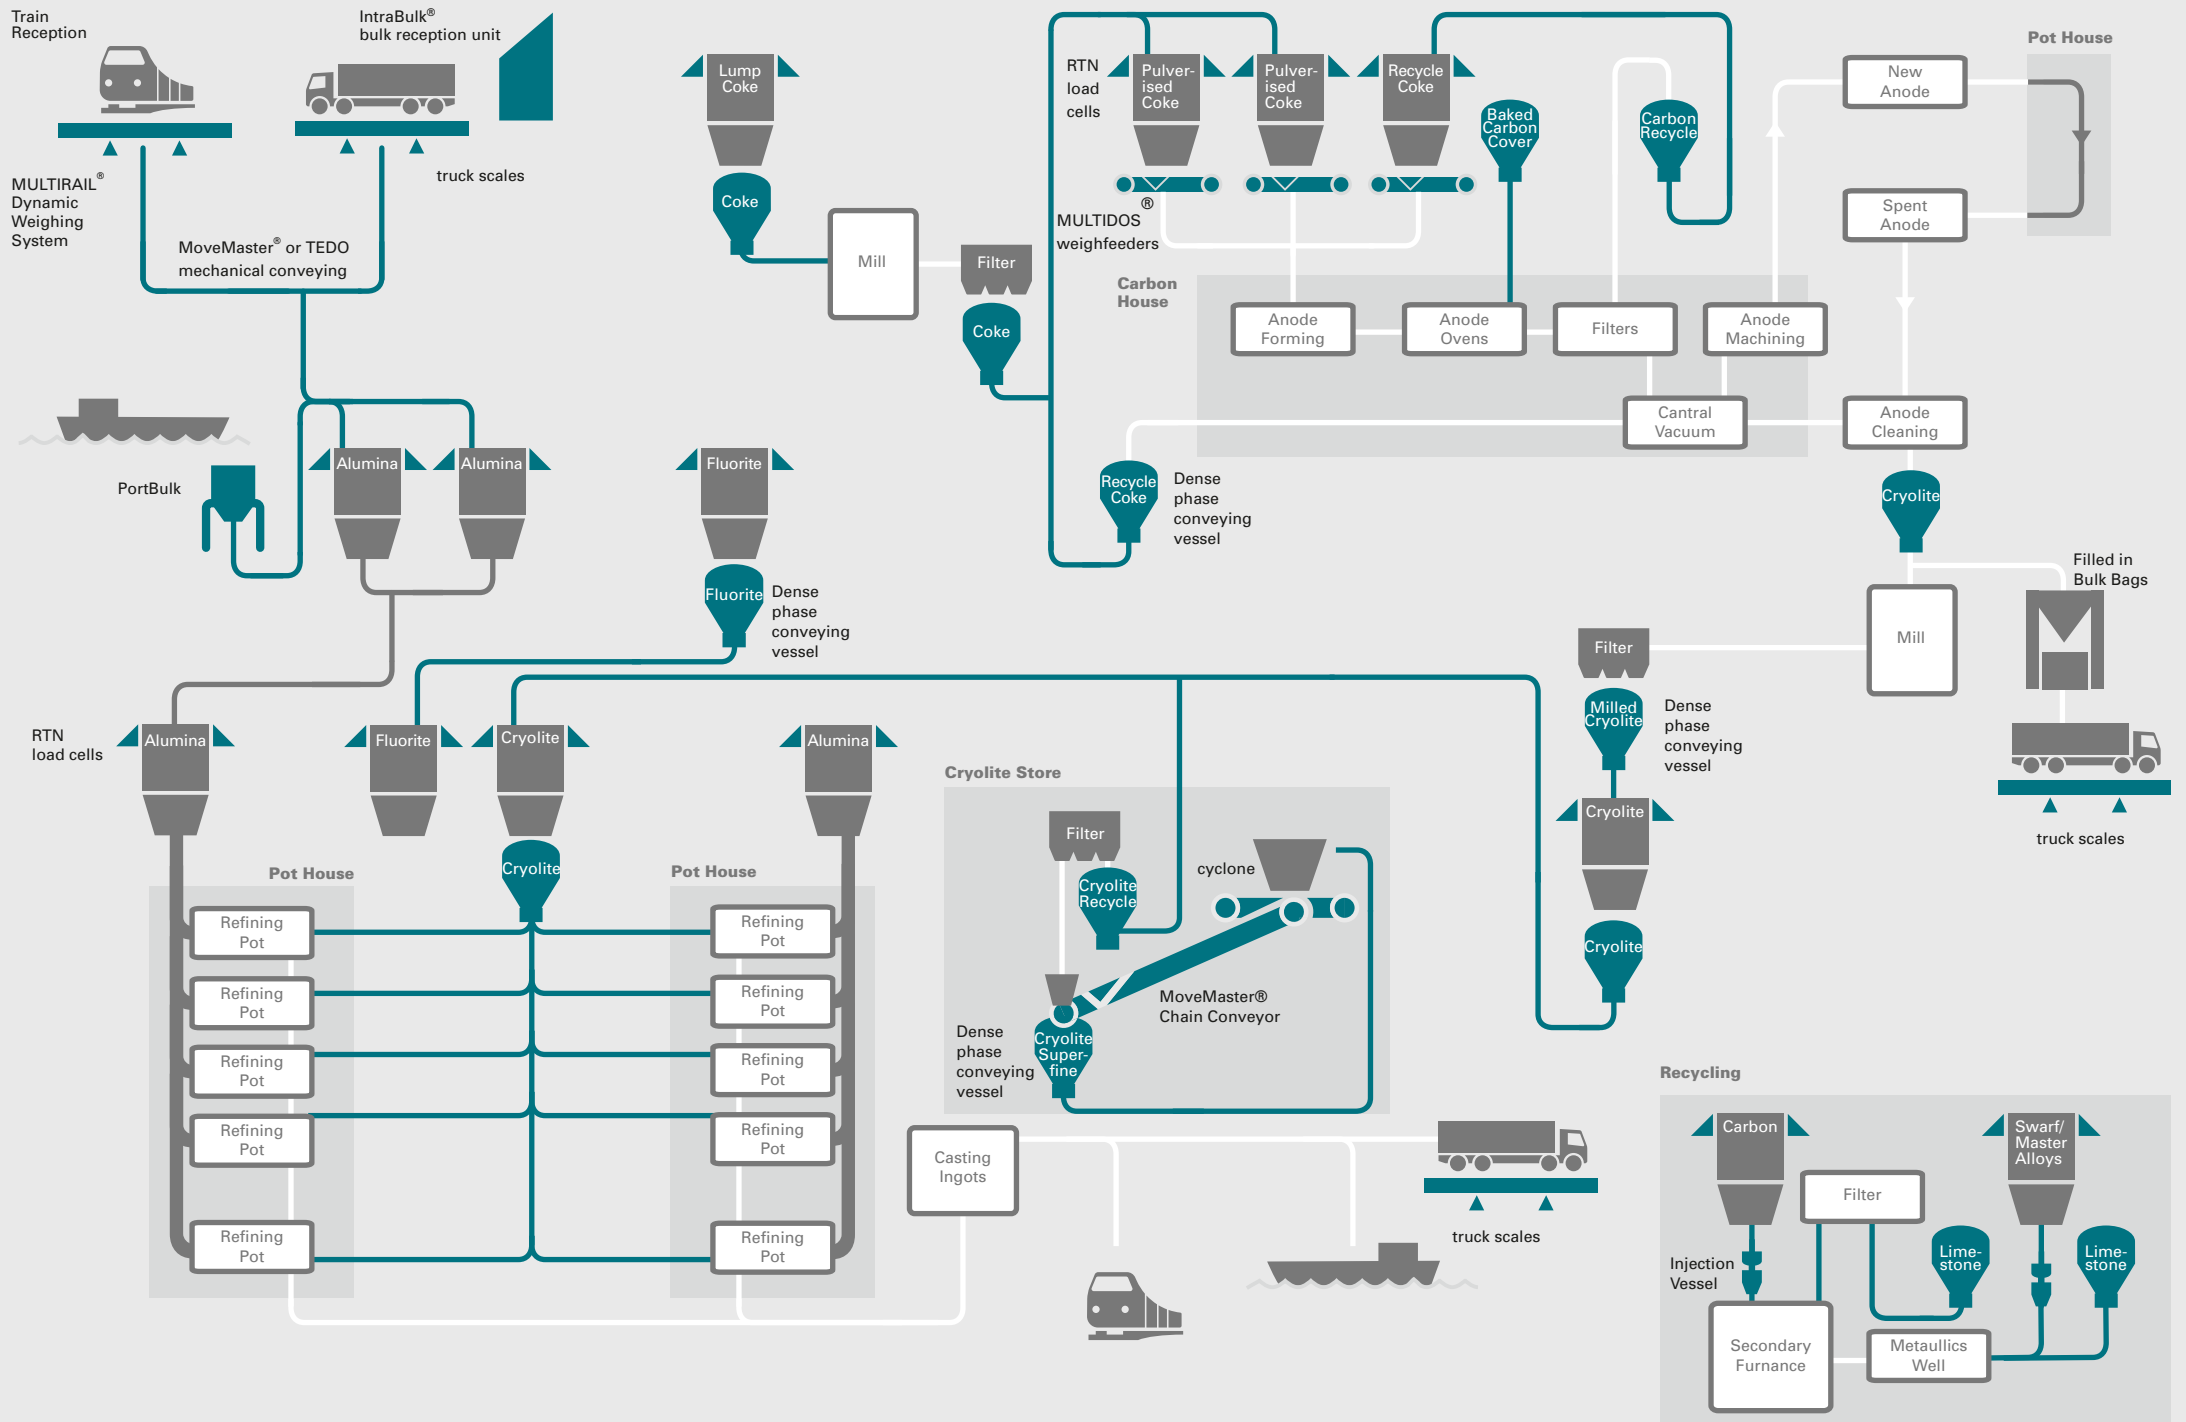 Train
Reception
IntraBulk®
bulk reception unit
MULTIRAIL®
Dynamic
Weighing
System
truck scales
MoveMaster® or TEDO
mechanical conveying
PortBulk
Alumina
Alumina
Lump
Coke
Coke
Mill
Filter
Coke
RTN
load
cells
Pulver-
ised
Coke
Pulver-
ised
Coke
Recycle
Coke
®
MULTIDOS
weighfeeders
Baked
Carbon
Cover
Carbon
Recycle
New
Anode
Pot House
Spent
Anode
Carbon
House
Anode
Forming
Anode
Ovens
Filters
Anode
Machining
Cantral
Vacuum
Anode
Cleaning
Recycle
Coke
Dense
phase
conveying
vessel
Cryolite
Filled in
Bulk Bags
Mill
truck scales
Filter
Milled
Cryolite
Dense
phase
conveying
vessel
Cryolite
Cryolite
Fluorite
Fluorite
Dense
phase
conveying
vessel
RTN
load cells
Alumina
Fluorite
Cryolite
Alumina
Cryolite
Pot House
Refining
Pot
Refining
Pot
Refining
Pot
Refining
Pot
Refining
Pot
Pot House
Refining
Pot
Refining
Pot
Refining
Pot
Refining
Pot
Refining
Pot
Cryolite Store
Filter
Cryolite
Recycle
cyclone
MoveMaster®
Chain Conveyor
Dense
phase
conveying
vessel
Cryolite
Super-
fine
Casting
Ingots
truck scales
Recycling
Carbon
Swarf/
Master
Alloys
Filter
Injection
Vessel
Lime-
stone
Lime-
stone
Secondary
Furnance
Metaullics
Well